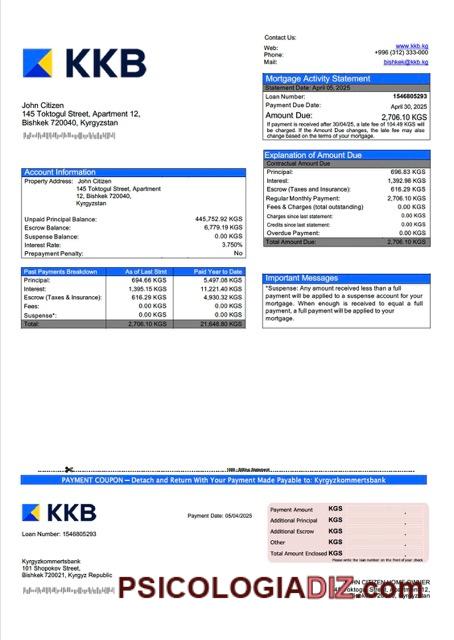 KKB
Contact Us:
Web: www.kkb.kg
Phone: +996 (312) 333-000
Mail: bishkek@kkb.kg
John Citizen
145 Toktogul Street, Apartment 12,
Bishkek 720040, Kyrgyzstan
Mortgage Activity Statement
Statement Date: April 05, 2025
Loan Number: 1546805293
Payment Due Date: April 30, 2025
Amount Due: 2,706.10 KGS
If payment is received after 30/04/25, a late fee of 104.49 KGS will
be charged. If the Amount Due changes, the late fee may also
change based on the terms of your mortgage.
Explanation of Amount Due
Contractual Amount Due
Principal: 696.83 KGS
Interest: 1,392.98 KGS
Escrow (Taxes and Insurance): 616.29 KGS
Regular Monthly Payment: 2,706.10 KGS
Fees & Charges (total outstanding) 0.00 KGS
Charges since last statement: 0.00 KGS
Credits since last statement: 0.00 KGS
Overdue Payment: 0.00 KGS
Total Amount Due: 2,706.10 KGS
Account Information
Property Address: John Citizen
145 Toktogul Street, Apartment
12, Bishkek 720040,
Kyrgyzstan
Unpaid Principal Balance: 445,752.92 KGS
Escrow Balance: 6,779.19 KGS
Suspense Balance: 0.00 KGS
Interest Rate: 3.750%
Prepayment Penalty: No
Past Payments Breakdown As of Last Stmt Paid Year to Date
Principal: 694.66 KGS 5,497.08 KGS
Interest: 1,395.15 KGS 11,221.40 KGS
Escrow (Taxes & Insurance): 616.29 KGS 4,930.32 KGS
Fees: 0.00 KGS 0.00 KGS
Suspense*: 0.00 KGS 0.00 KGS
Total: 2,706.10 KGS 21,648.80 KGS
Important Messages
*Suspense: Any amount received less than a full
payment will be applied to a suspense account for your
mortgage. When enough is received to equal a full
payment, a full payment will be applied to your
mortgage.
PAYMENT COUPON — Detach and Return With Your Payment Made Payable to: Kyrgyzkommertsbank
KKB
Payment Date: 05/04/2025
Loan Number: 1546805293
Payment Amount KGS
Additional Principal KGS
Additional Escrow KGS
Other KGS
Total Amount Enclosed KGS
Please write the loan number on the front of your check
Kyrgyzkommertsbank
101 Shopokov Street,
Bishkek 720021, Kyrgyz Republic
PSICOLOGIADIZ.com